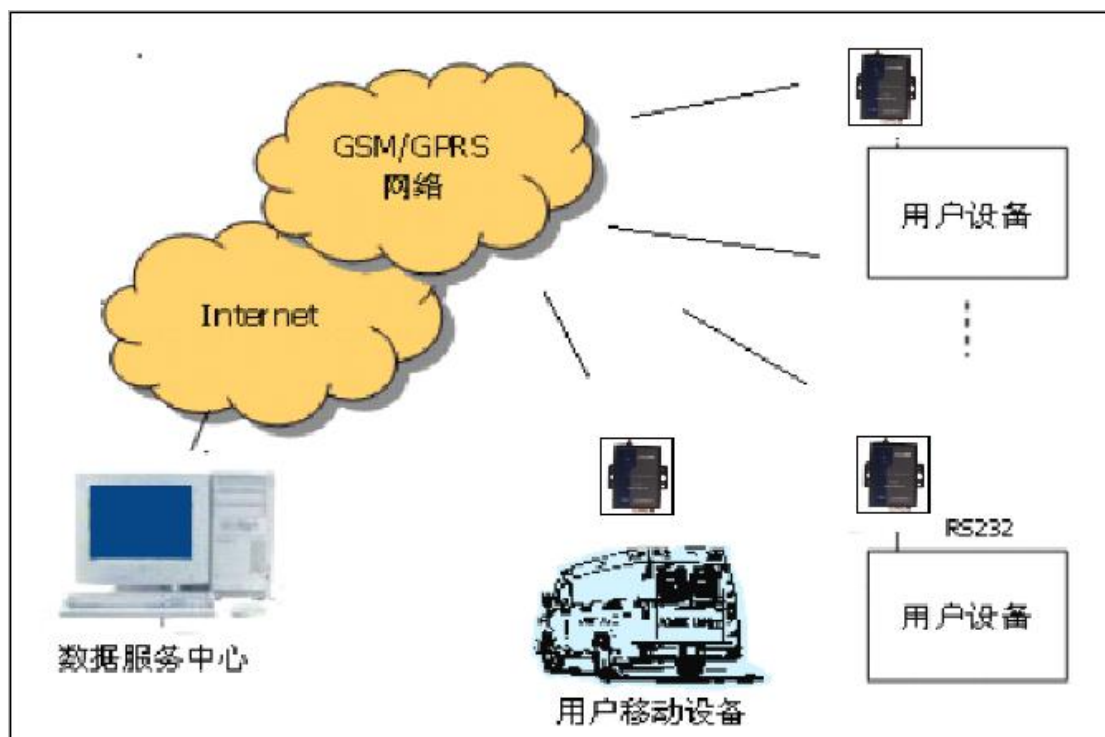 GSM/GPRS
网络
用户设备
Internet
RS232
用户设备
数据服务中心
用户移动设备